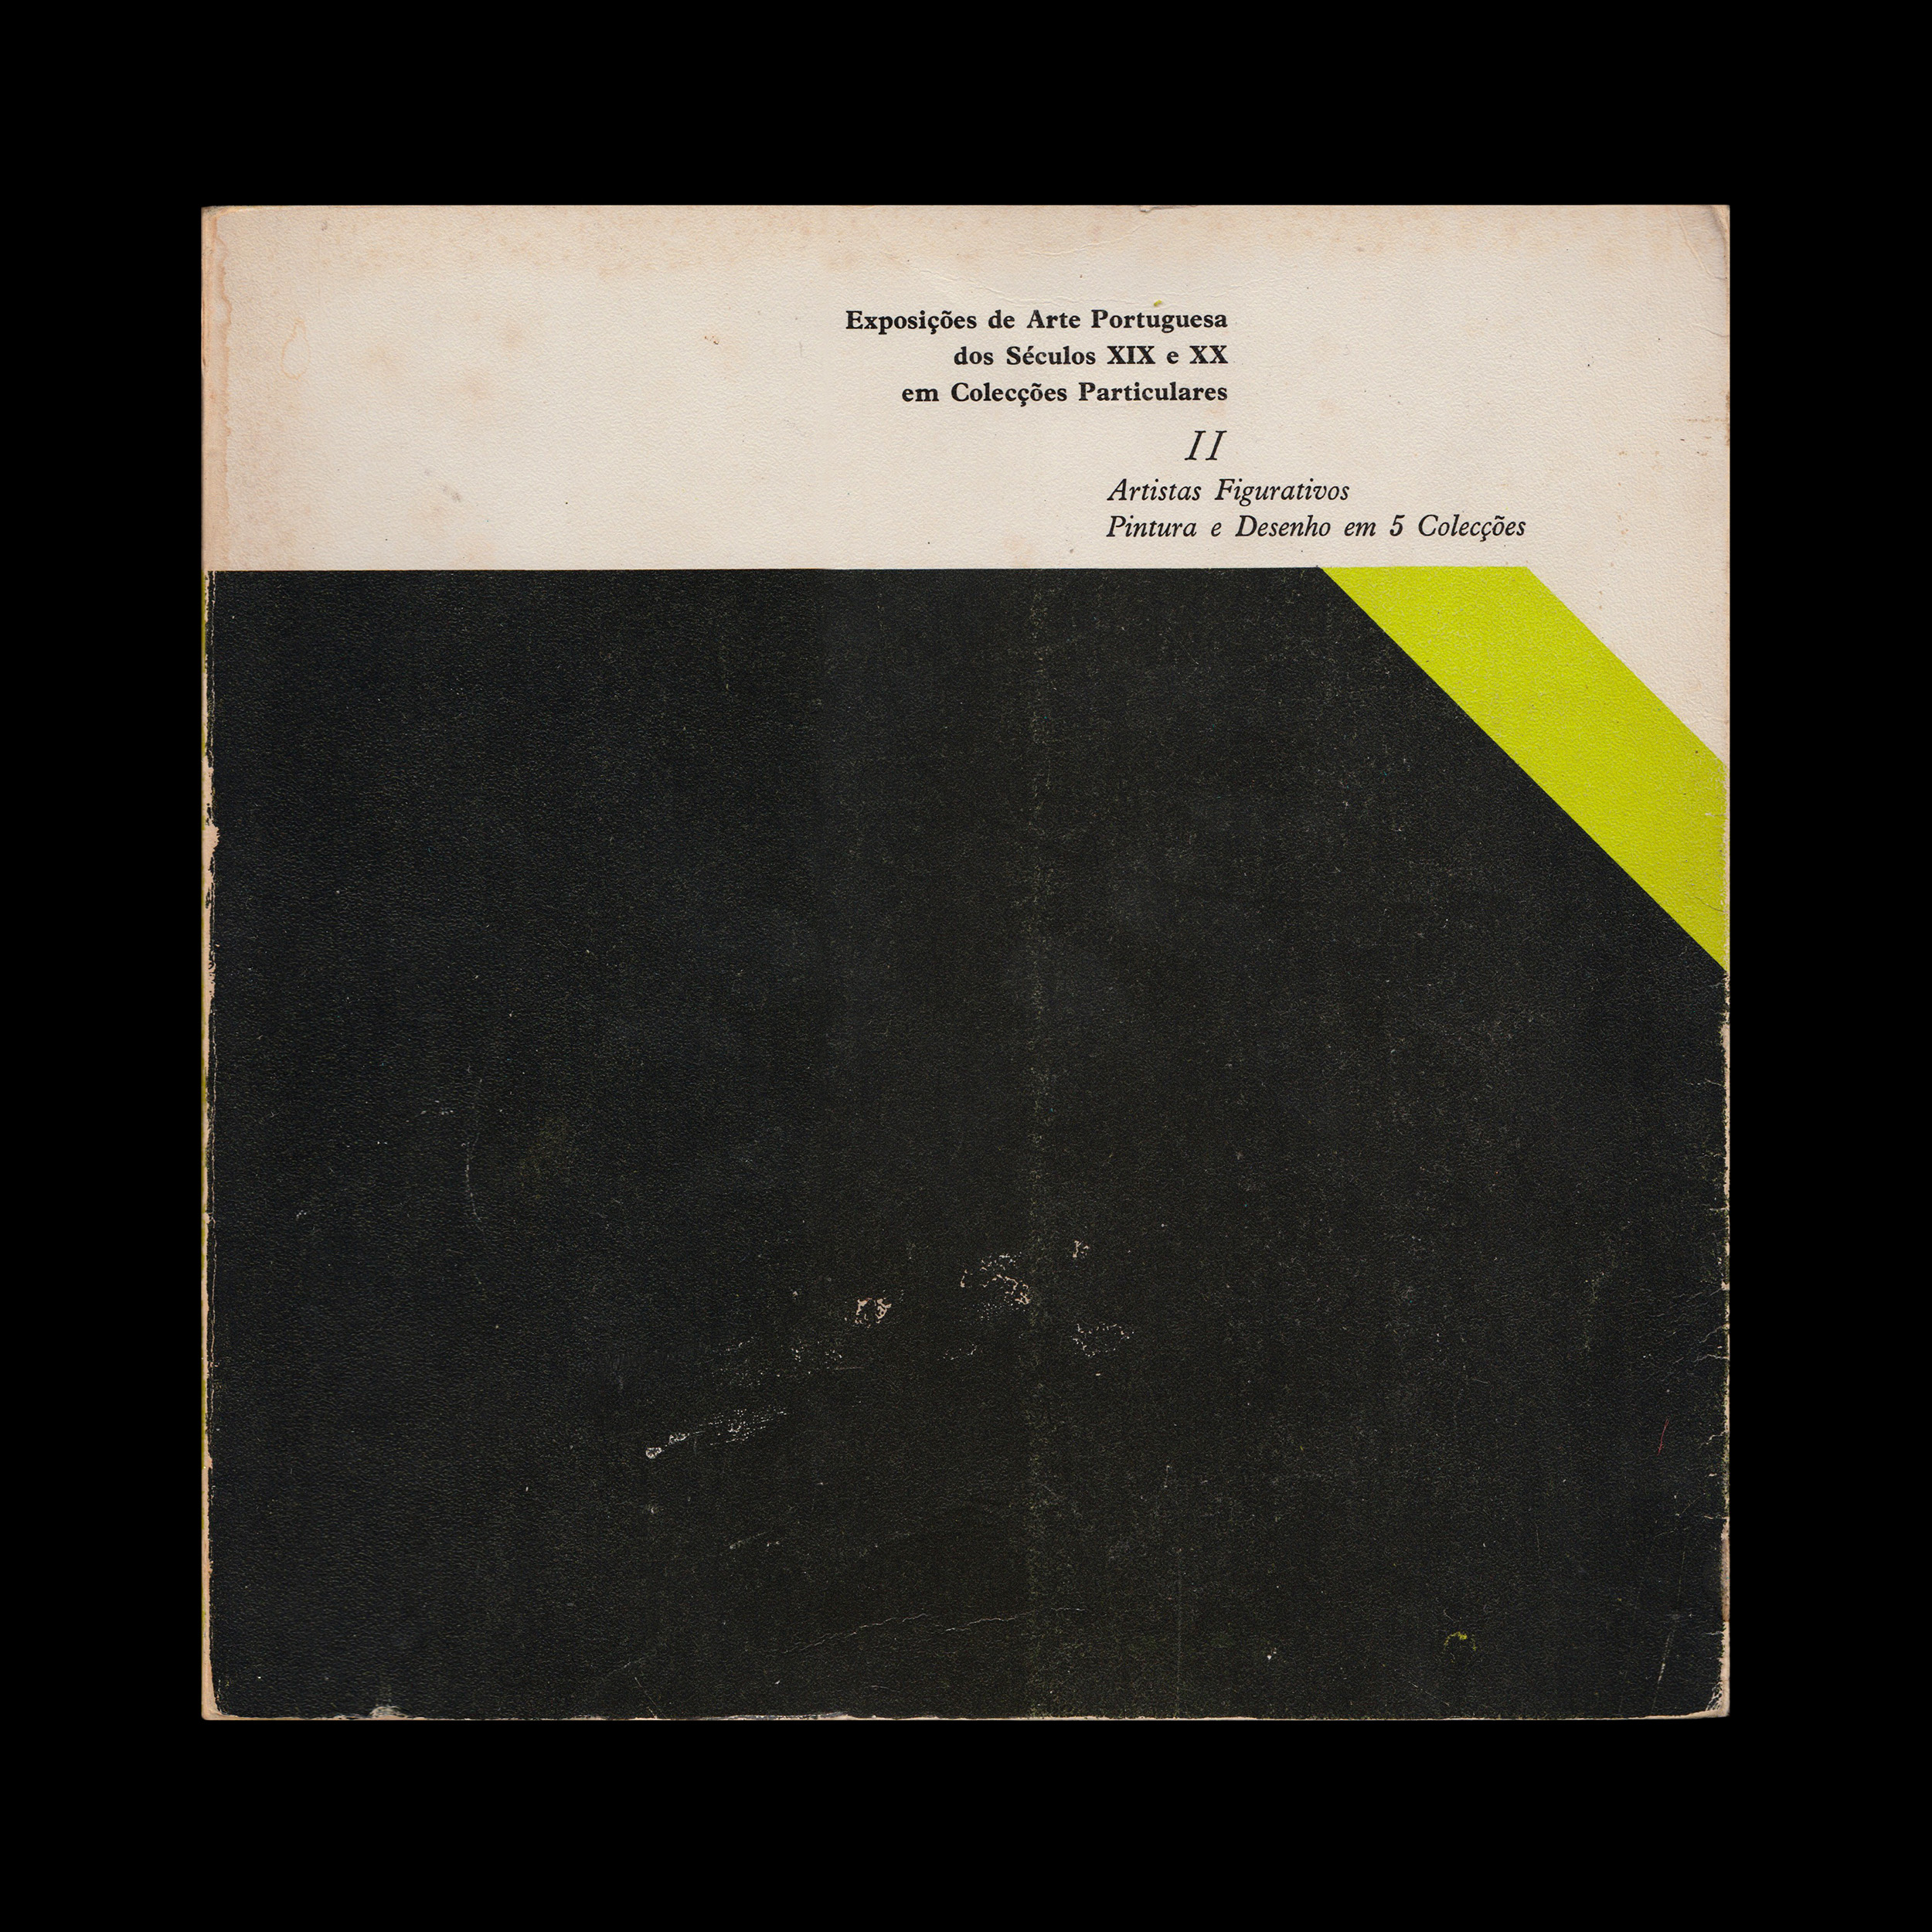 Exposições de Arte Portuguesa
dos Séculos XIX e XX
em Colecções Particulares
II
Artistas Figurativos
Pintura e Desenho em 5 Colecções